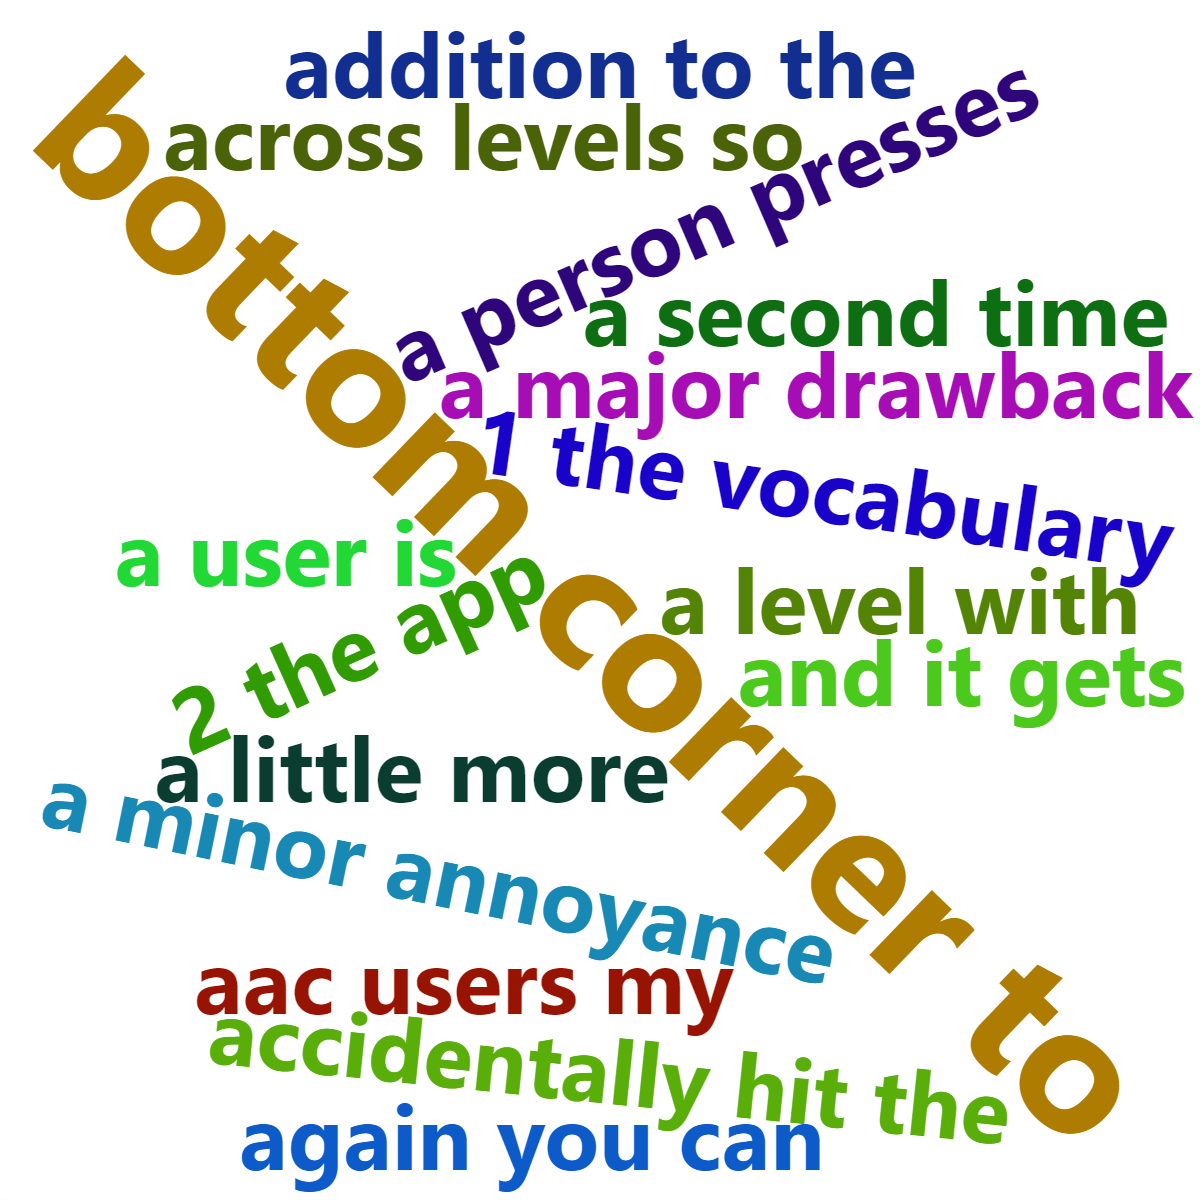 addition to the
across levels so
a person presses
bottom corner to
a second time
a major drawback
1 the vocabulary
a user is
2 the app
a level with
and it gets
a little more
a minor annoyance
aac users my
accidentally hit the
again you can